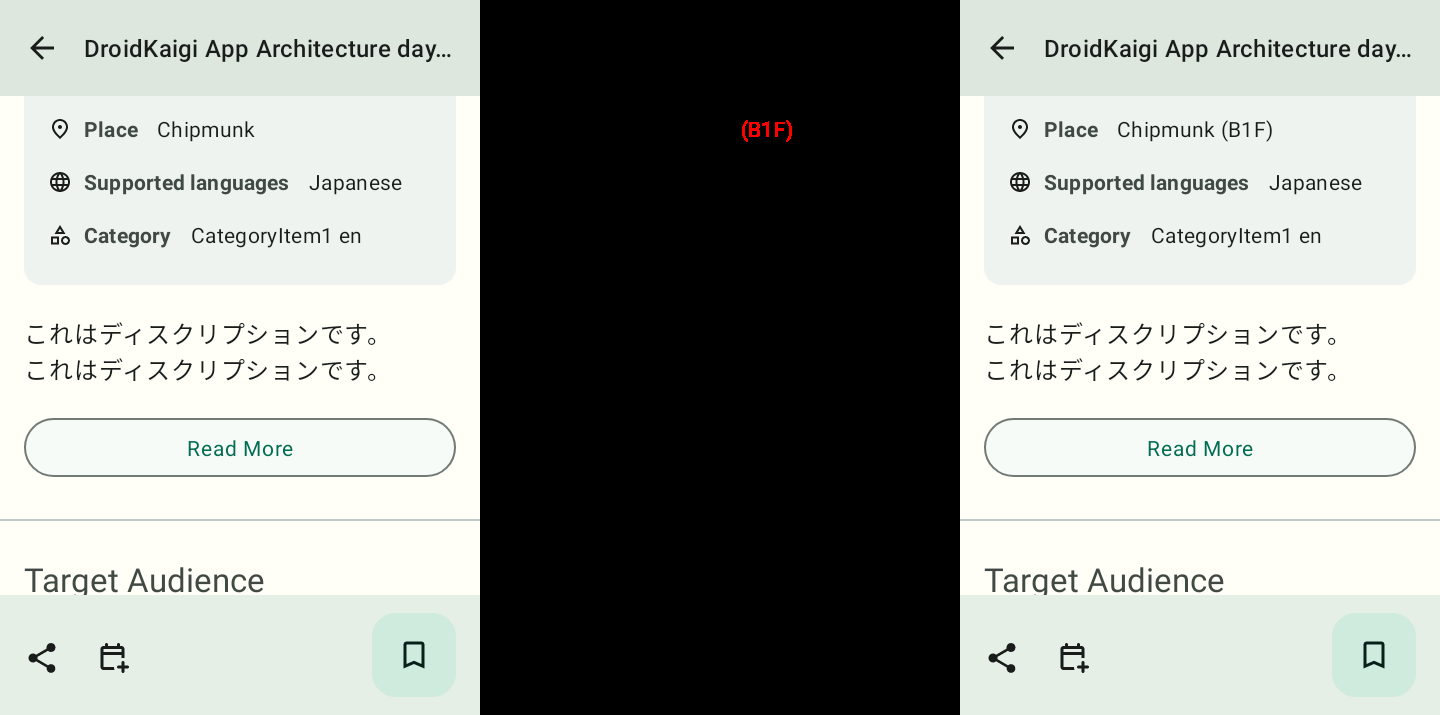 DroidKaigi App Architecture day…
Place Chipmunk
Supported languages Japanese
Category CategoryItem1 en
これはディスクリプションです。
これはディスクリプションです。
Read More
Target Audience
(B1F)
DroidKaigi App Architecture day…
Place Chipmunk (B1F)
Supported languages Japanese
Category CategoryItem1 en
これはディスクリプションです。
これはディスクリプションです。
Read More
Target Audience